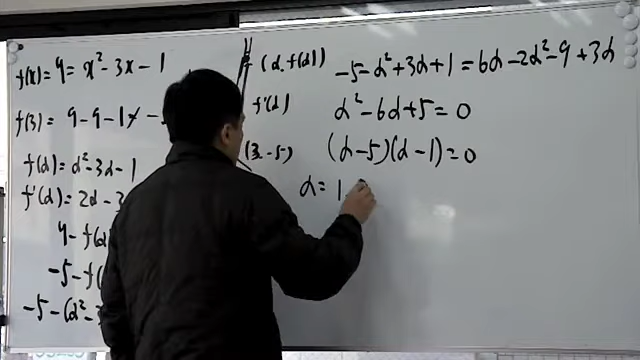 f(x)=y=x²-3x-1
f(3)= 9-9-1
f(α)=α²-3α-1
f'(α)=2α-3
y-f(α
-5-f(
-5-(α²-3
(α, f(α))
f'(α)
(3, -5)
-5-α²+3α+1=6α-2α²-9+3α
α²-6α+5=0
(α-5)(α-1)=0
α= 1